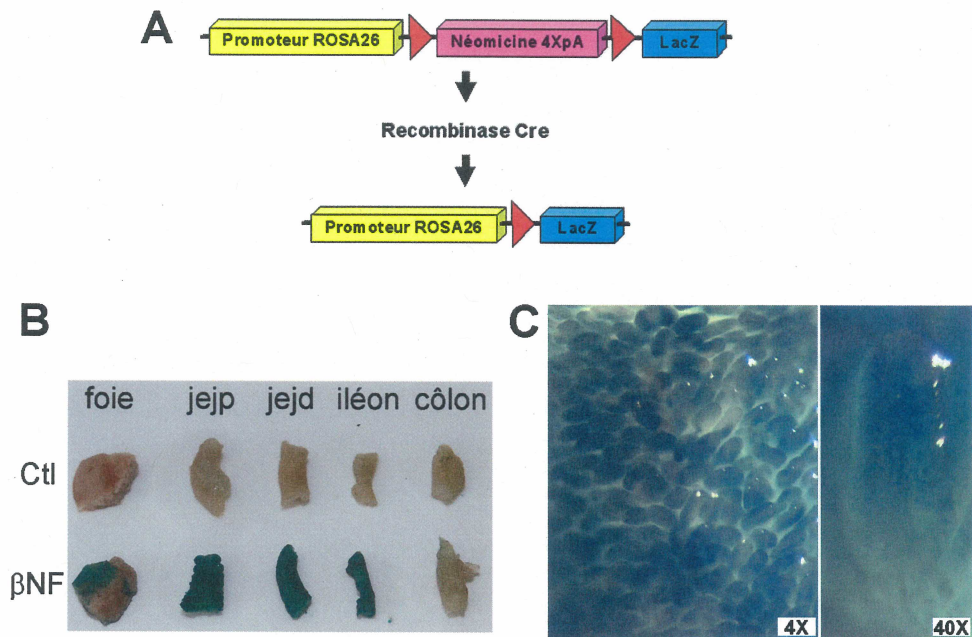 A
Promoteur ROSA26 Néomicine 4XpA LacZ
Recombinase Cre
Promoteur ROSA26 LacZ
B
foie jejp jejd iléon côlon
Ctl
βNF
C
4X
40X